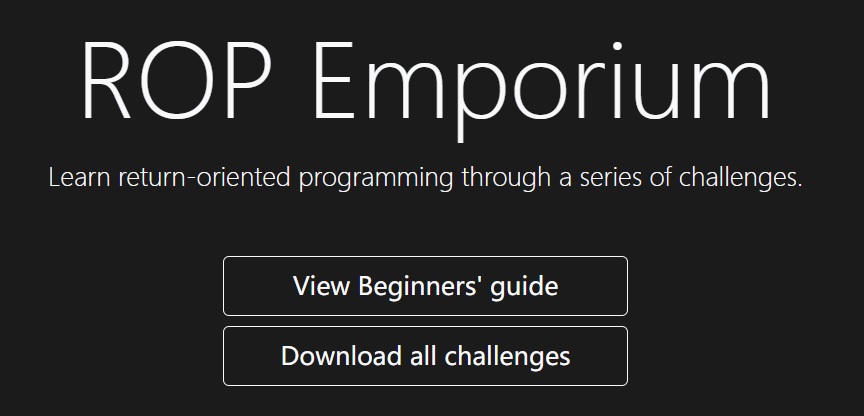 ROP Emporium
Learn return-oriented programming through a series of challenges.
View Beginners' guide
Download all challenges